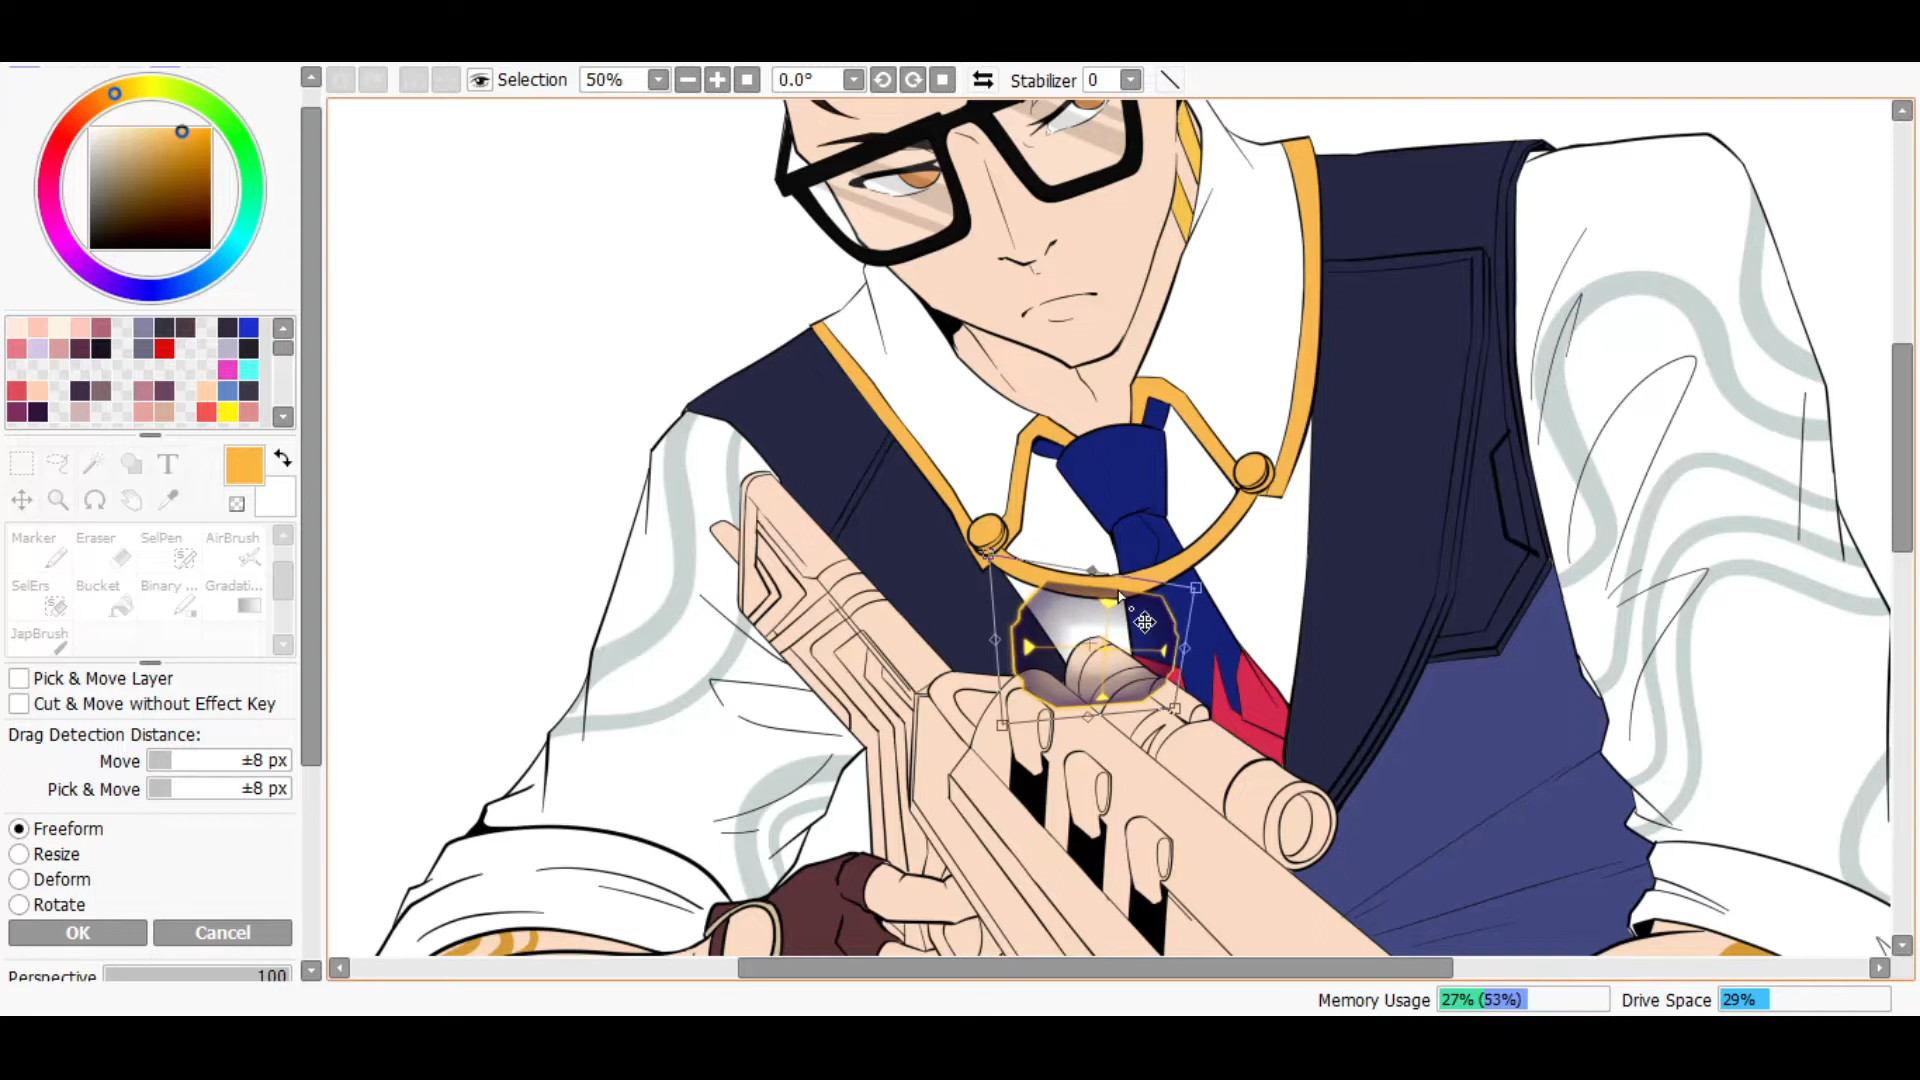 Selection 50% 0.0° Stabilizer 0
T
Marker Eraser SelPen AirBrush
SelErs Bucket Binary ... Gradati...
JapBrush
Pick & Move Layer
Cut & Move without Effect Key
Drag Detection Distance:
Move ±8 px
Pick & Move ±8 px
Freeform
Resize
Deform
Rotate
OK Cancel
Perspective 100
Memory Usage 27% (53%) Drive Space 29%